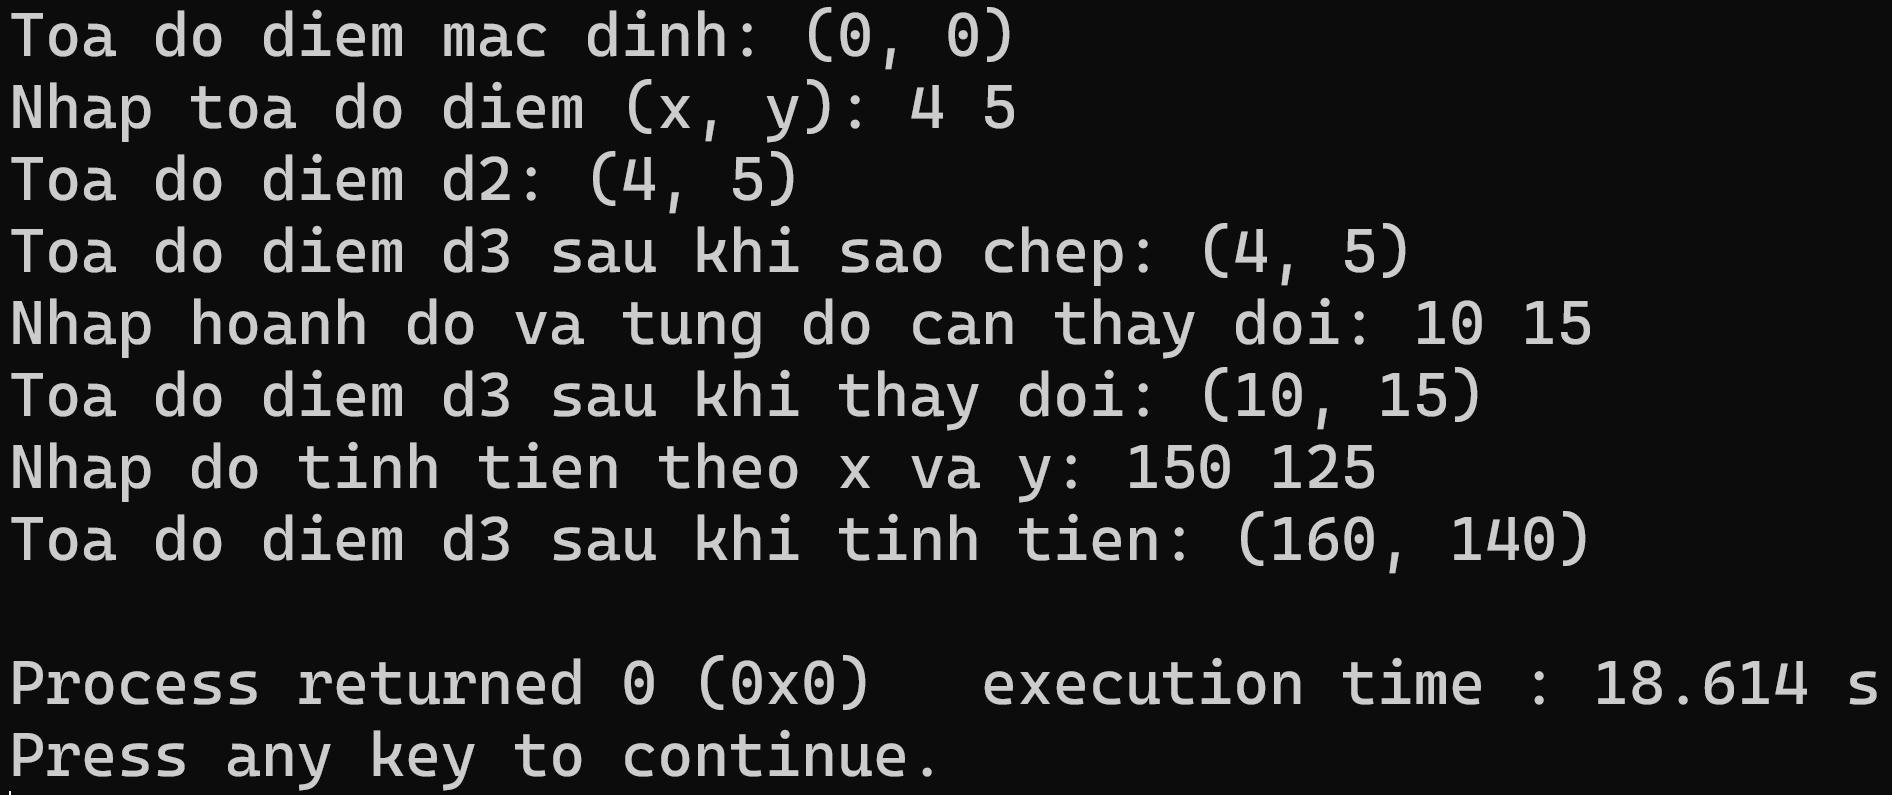 Toa do diem mac dinh: (0, 0)
Nhap toa do diem (x, y): 4 5
Toa do diem d2: (4, 5)
Toa do diem d3 sau khi sao chep: (4, 5)
Nhap hoanh do va tung do can thay doi: 10 15
Toa do diem d3 sau khi thay doi: (10, 15)
Nhap do tinh tien theo x va y: 150 125
Toa do diem d3 sau khi tinh tien: (160, 140)
Process returned 0 (0x0)   execution time : 18.614 s
Press any key to continue.